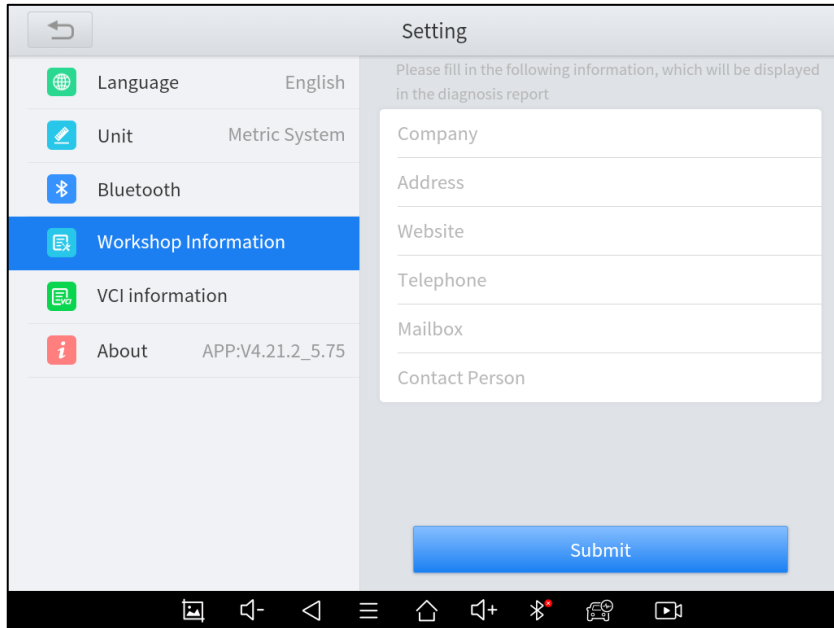 Setting
Language English
Unit Metric System
Bluetooth
Workshop Information
VCI information
About APP:V4.21.2_5.75
Please fill in the following information, which will be displayed
in the diagnosis report
Company
Address
Website
Telephone
Mailbox
Contact Person
Submit